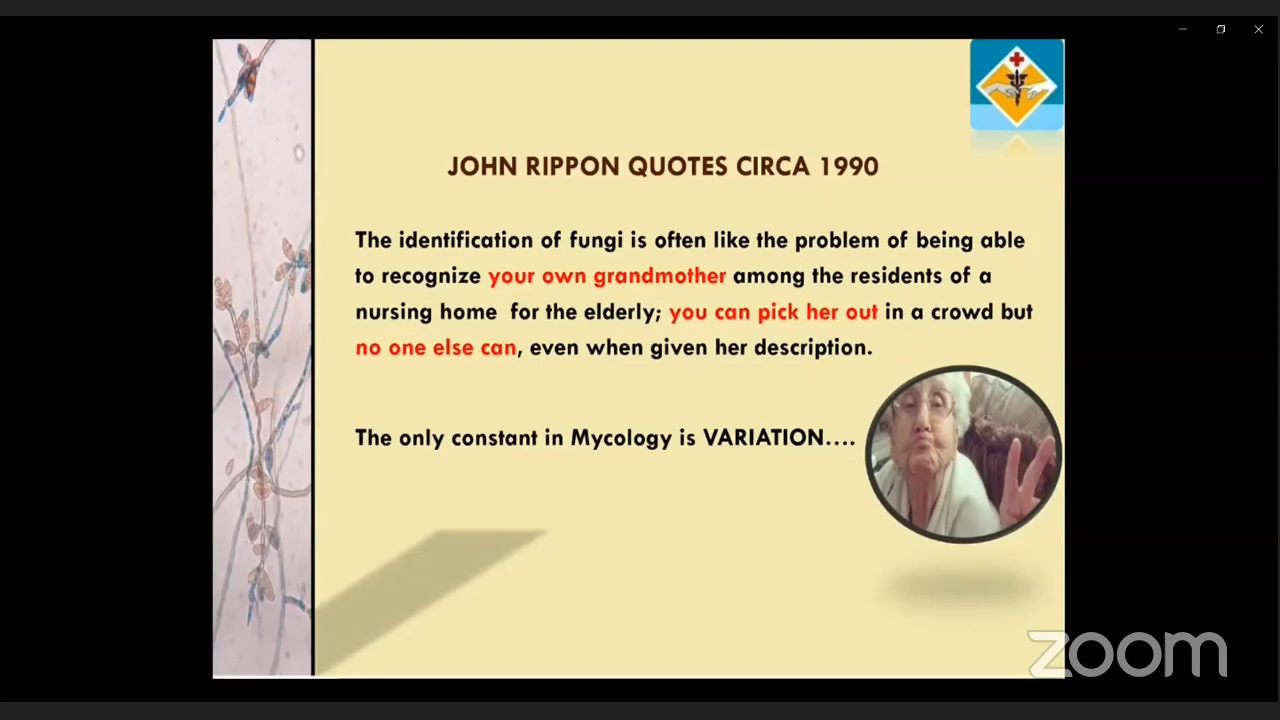 JOHN RIPPON QUOTES CIRCA 1990
The identification of fungi is often like the problem of being able
to recognize your own grandmother among the residents of a
nursing home for the elderly; you can pick her out in a crowd but
no one else can, even when given her description.
The only constant in Mycology is VARIATION....
zoom